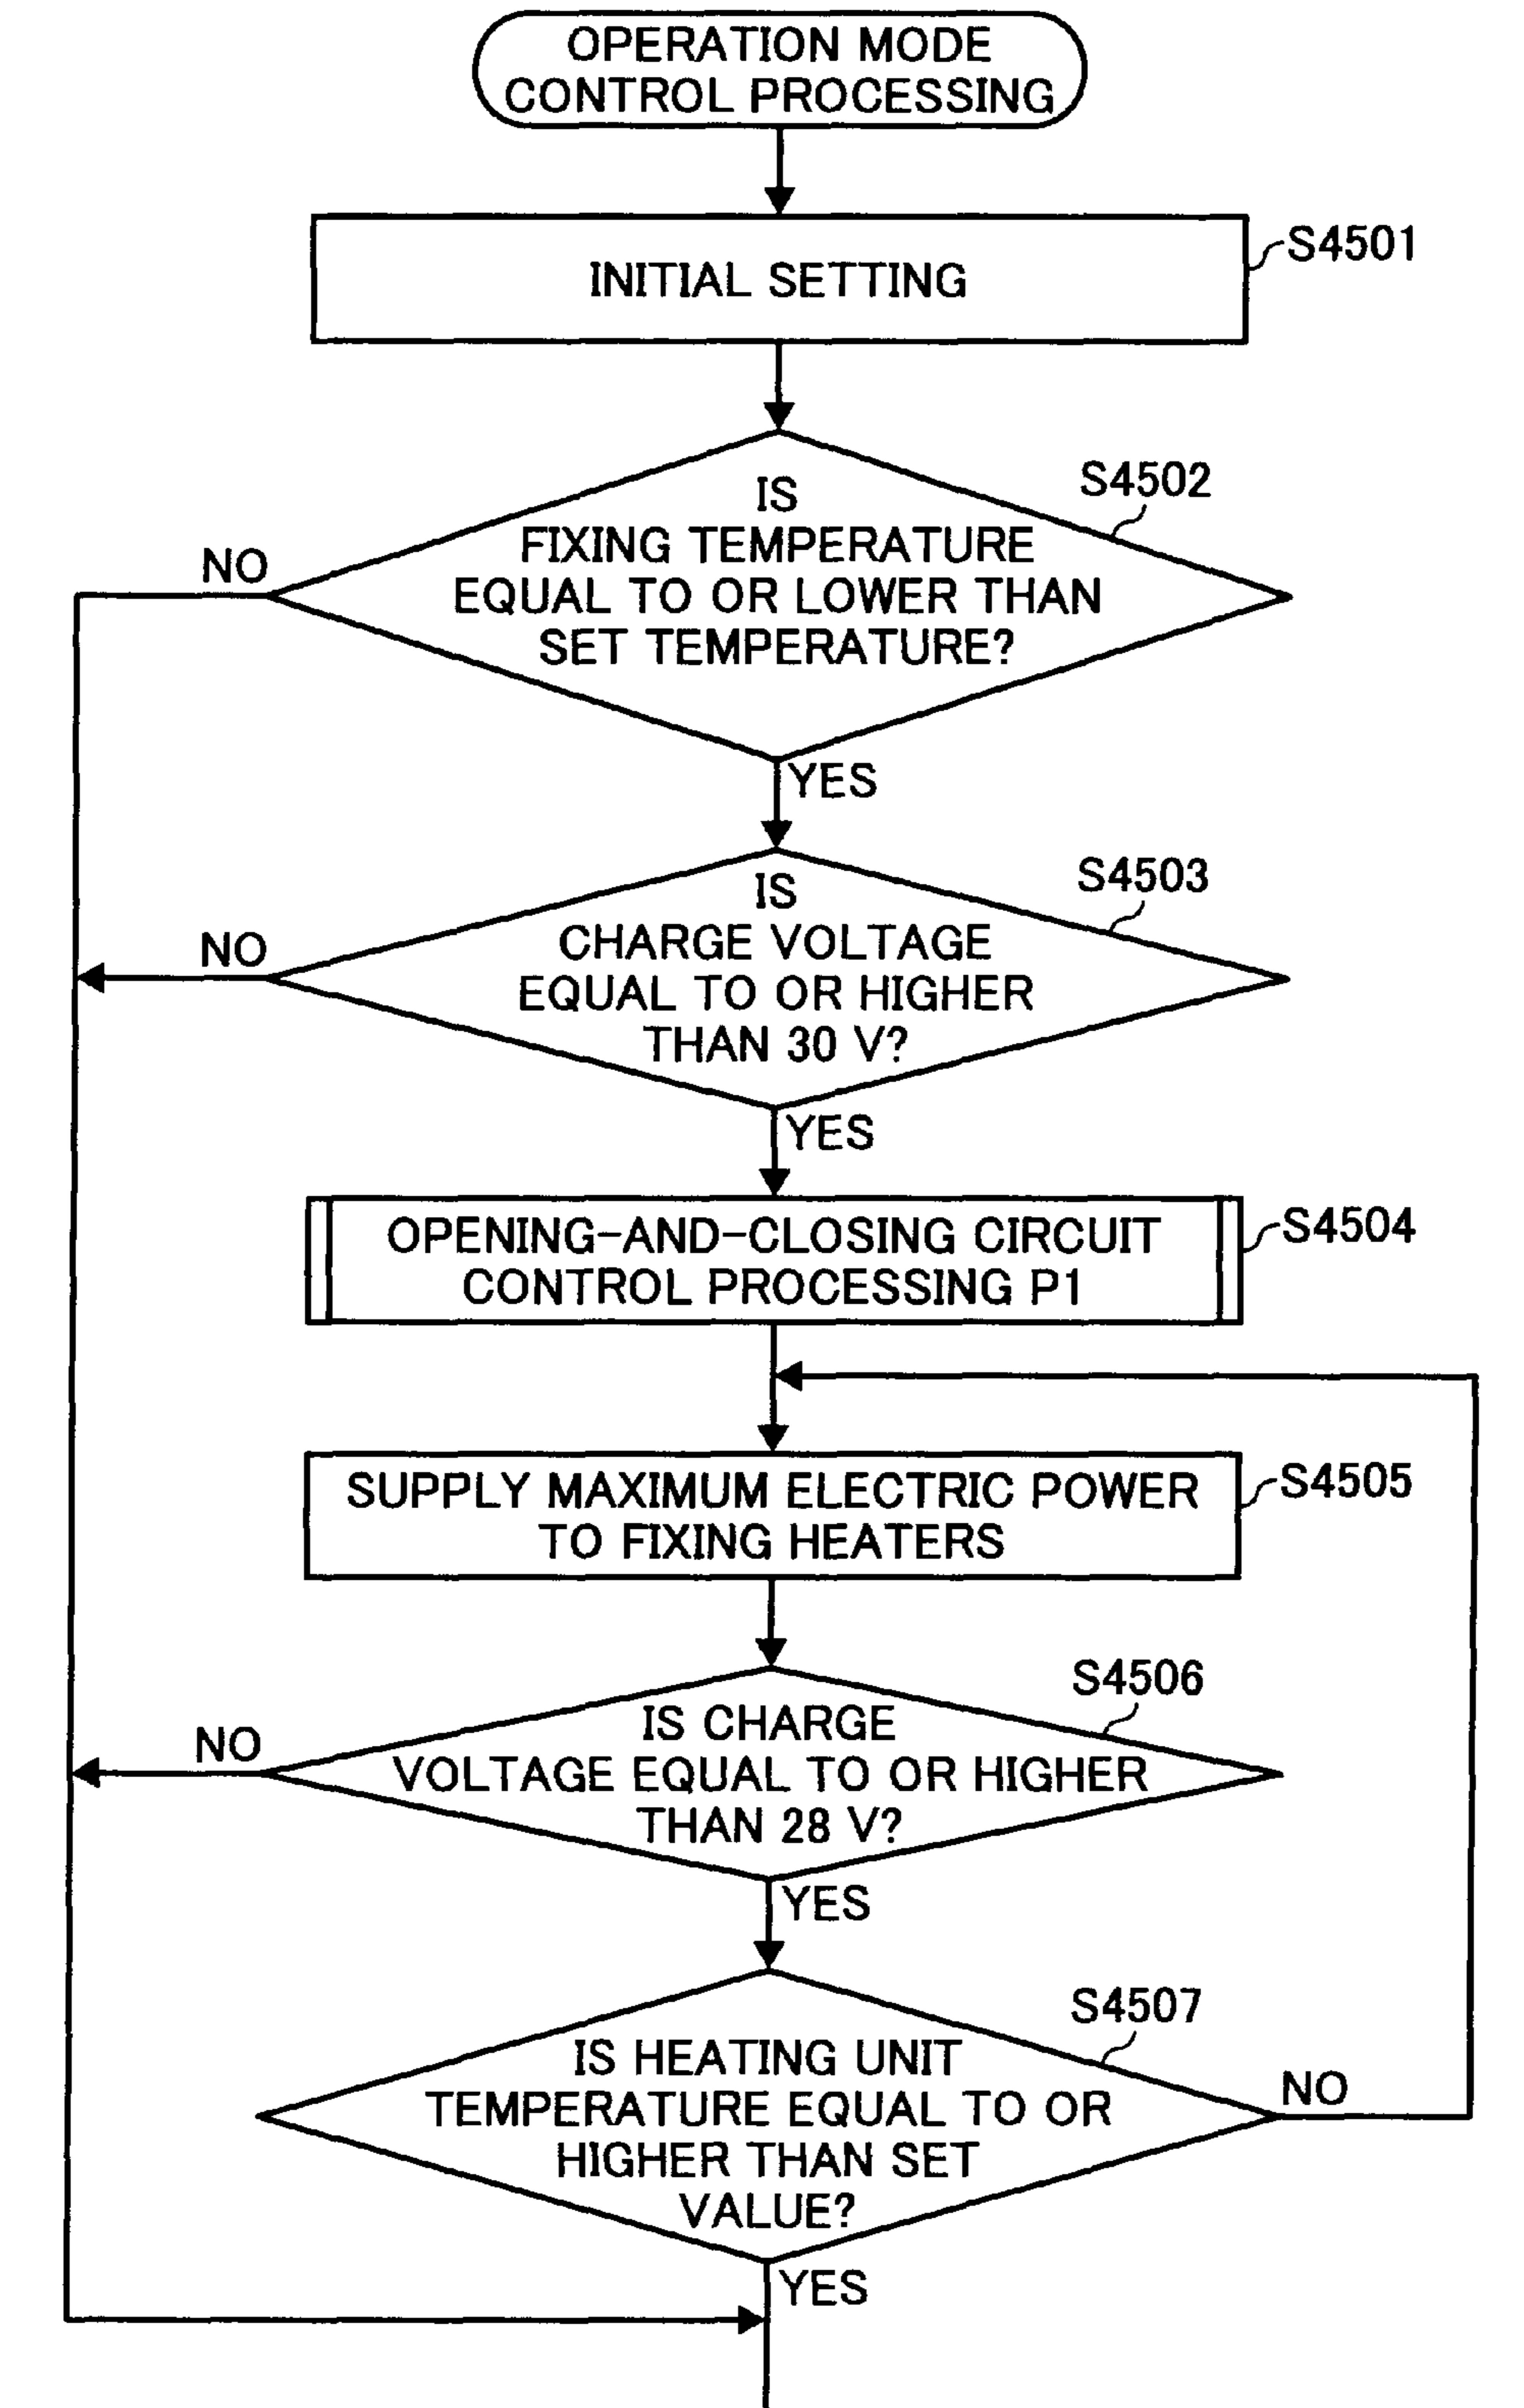 OPERATION MODE
CONTROL PROCESSING
INITIAL SETTING
S4501
S4502
IS
FIXING TEMPERATURE
EQUAL TO OR LOWER THAN
SET TEMPERATURE?
NO
YES
S4503
IS
CHARGE VOLTAGE
EQUAL TO OR HIGHER
THAN 30 V?
NO
YES
OPENING-AND-CLOSING CIRCUIT
CONTROL PROCESSING P1
S4504
SUPPLY MAXIMUM ELECTRIC POWER
TO FIXING HEATERS
S4505
S4506
IS CHARGE
VOLTAGE EQUAL TO OR HIGHER
THAN 28 V?
NO
YES
S4507
IS HEATING UNIT
TEMPERATURE EQUAL TO OR
HIGHER THAN SET
VALUE?
NO
YES